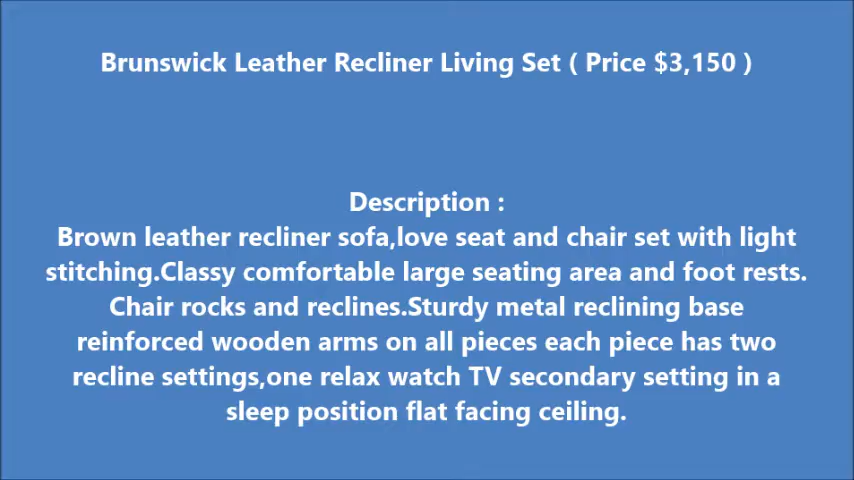 Brunswick Leather Recliner Living Set ( Price $3,150 )
Description :
Brown leather recliner sofa,love seat and chair set with light
stitching.Classy comfortable large seating area and foot rests.
Chair rocks and reclines.Sturdy metal reclining base
reinforced wooden arms on all pieces each piece has two
recline settings,one relax watch TV secondary setting in a
sleep position flat facing ceiling.